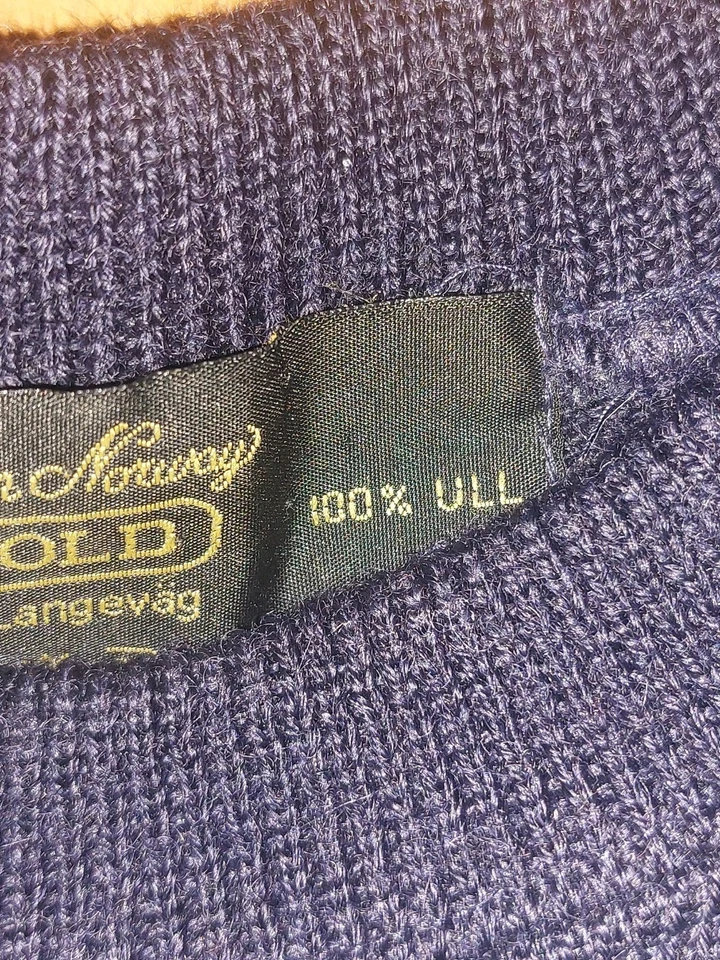 Norway
100% ULL
OLD
Langevåg